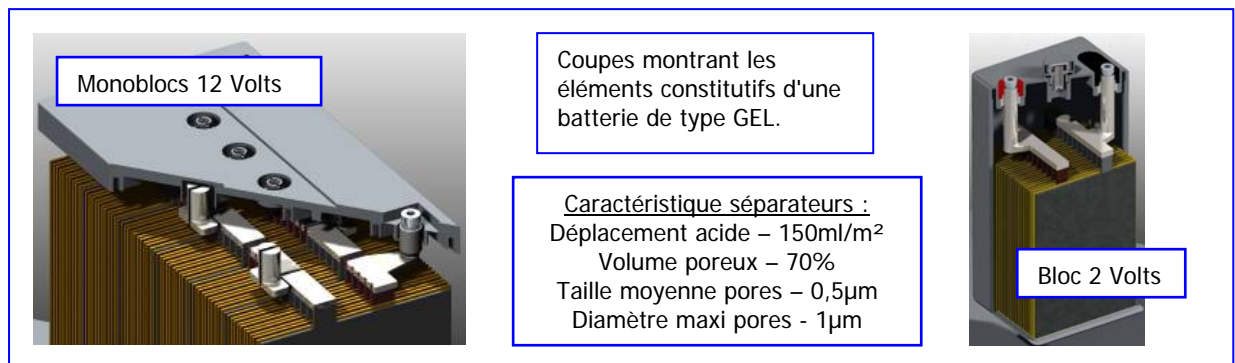 Monoblocs 12 Volts
Coupes montrant les
éléments constitutifs d'une
batterie de type GEL.
Caractéristique séparateurs :
Déplacement acide – 150ml/m²
Volume poreux – 70%
Taille moyenne pores – 0,5µm
Diamètre maxi pores - 1µm
Bloc 2 Volts